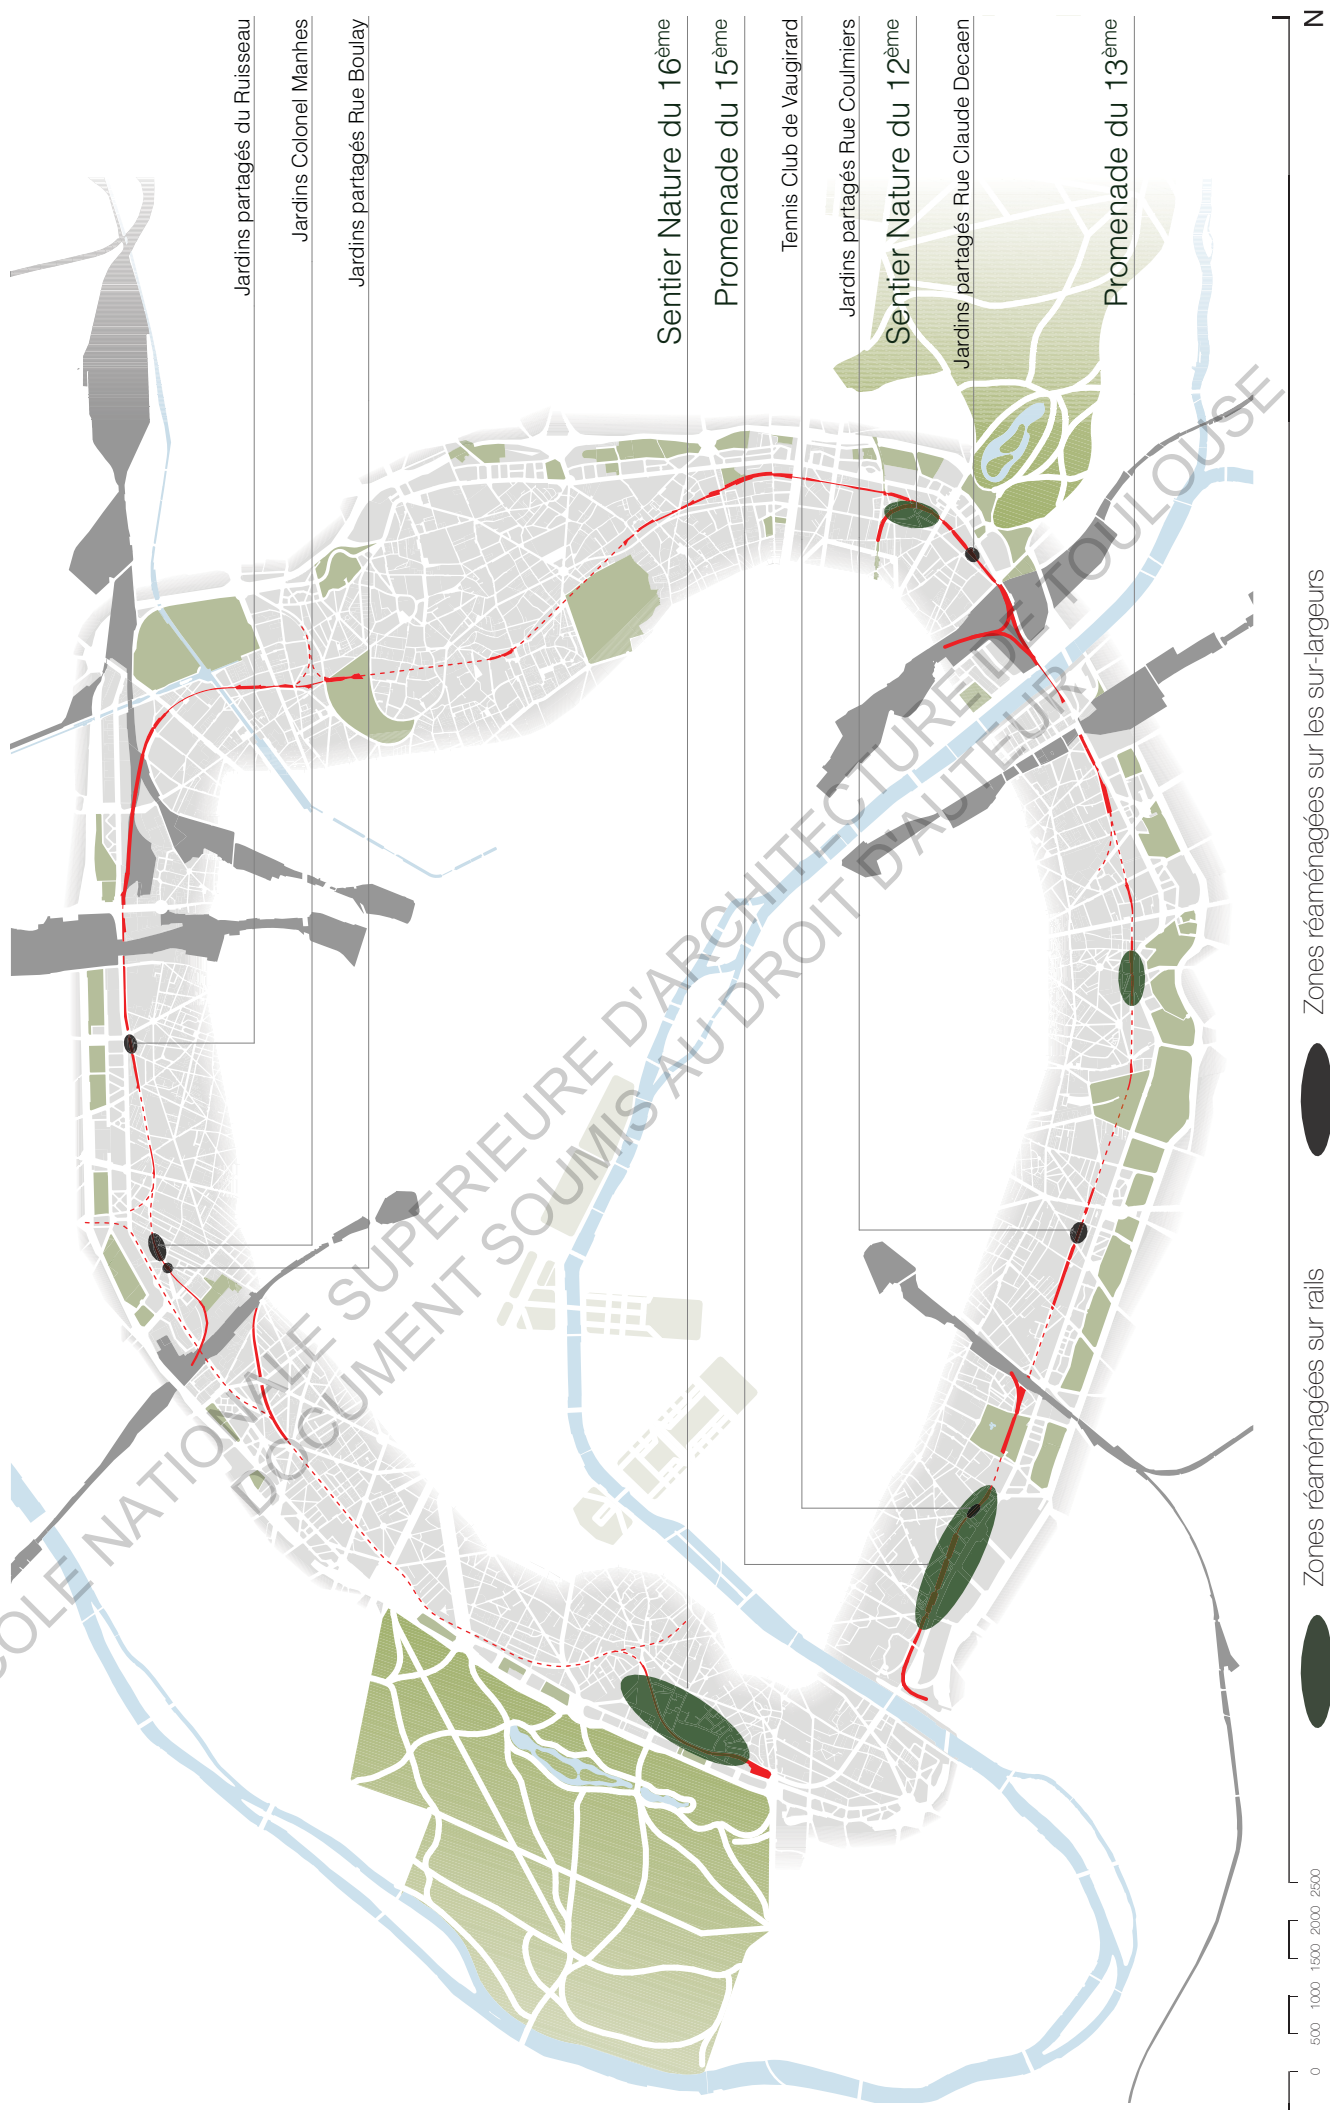 Jardins partagés du Ruisseau
Jardins Colonel Manhes
Jardins partagés Rue Boulay
Sentier Nature du 16ème
Promenade du 15ème
Tennis Club de Vaugirard
Jardins partagés Rue Coulmiers
Sentier Nature du 12ème
Jardins partagés Rue Claude Decaen
Promenade du 13ème
N
0 500 1000 1500 2000 2500
Zones réaménagées sur rails
Zones réaménagées sur les sur-largeurs
COLE NATIONALE SUPERIEURE D'ARCHITECTURE DE TOULOUSE
DOCUMENT SOUMIS AU DROIT D'AUTEUR